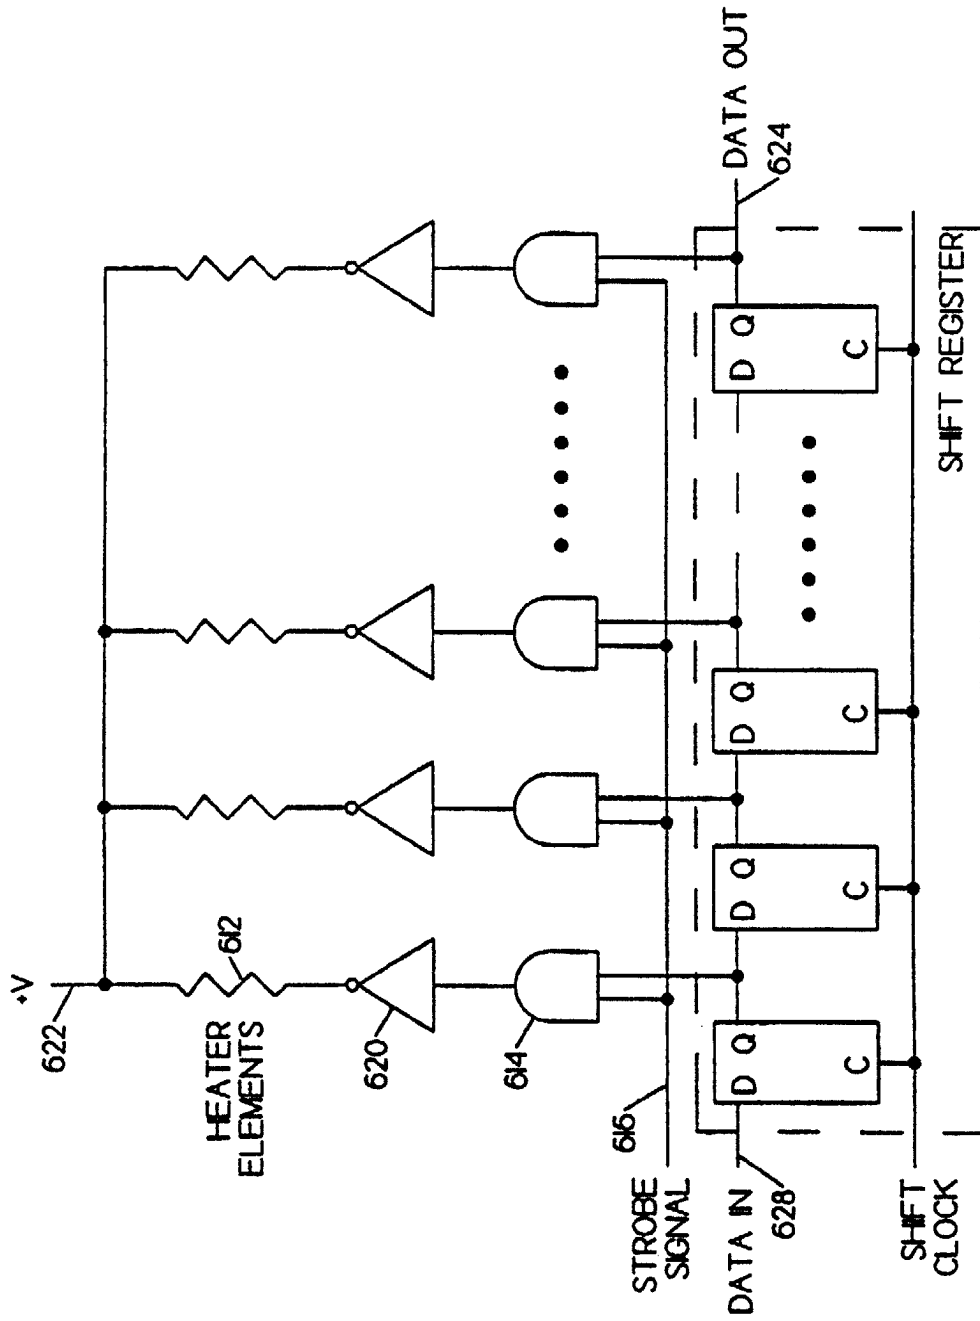 +V
622
HEATER
ELEMENTS
612
620
614
616
STROBE
SIGNAL
DATA IN
628
D Q
C
D Q
C
D Q
C
D Q
C
DATA OUT
624
SHIFT
CLOCK
SHIFT REGISTER